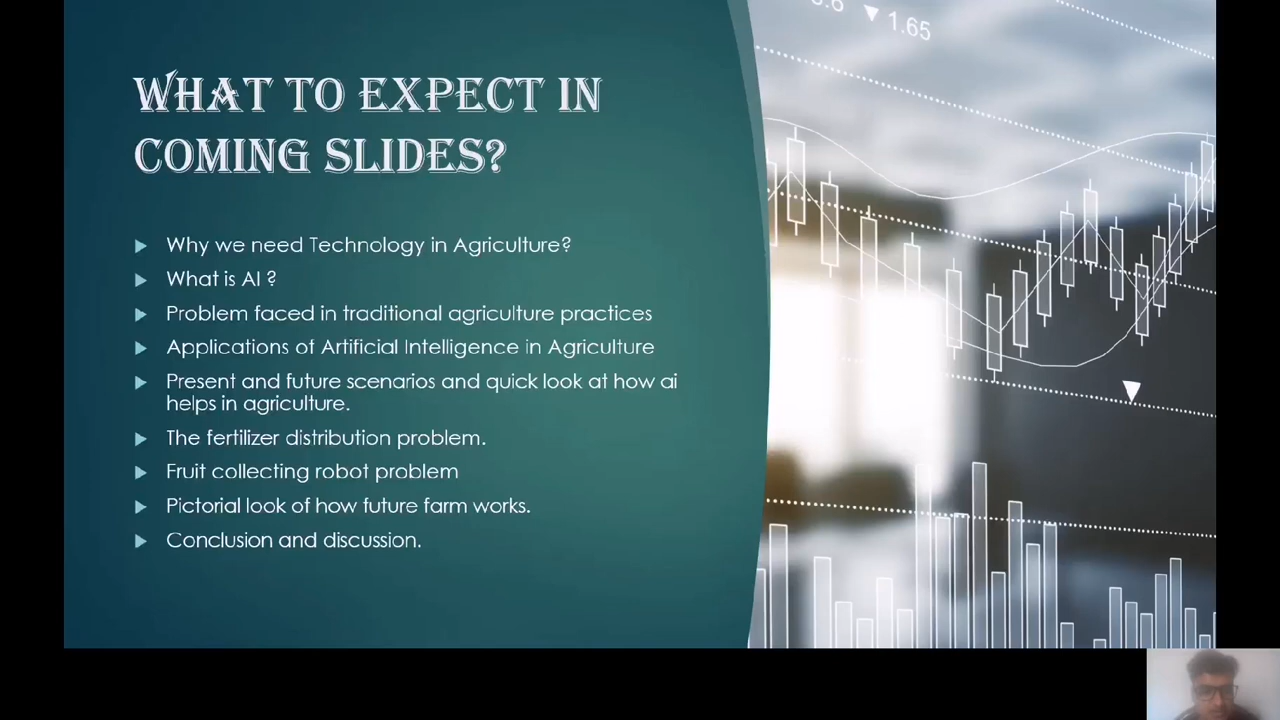 3.6 ▼ 1.65
WHAT TO EXPECT IN
COMING SLIDES?
Why we need Technology in Agriculture?
What is AI ?
Problem faced in traditional agriculture practices
Applications of Artificial Intelligence in Agriculture
Present and future scenarios and quick look at how ai
helps in agriculture.
The fertilizer distribution problem.
Fruit collecting robot problem
Pictorial look of how future farm works.
Conclusion and discussion.